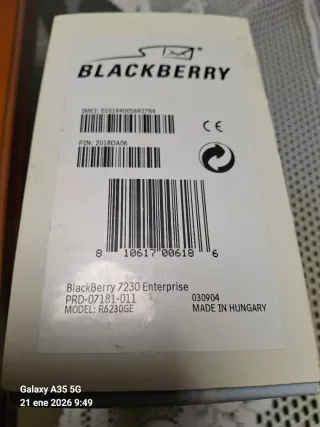 BLACKBERRY
IMEI: 010194005692794
PIN: 2018DA06
8 10617 00618 6
BlackBerry 7230 Enterprise
PRD-07181-011
030904
MODEL: R6230GE
MADE IN HUNGARY
Galaxy A35 5G
21 ene 2026 9:49